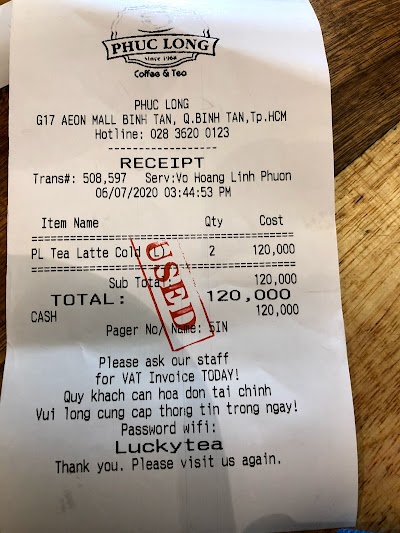 PHUC LONG
Since 1968
Coffee & Tea
PHUC LONG
G17 AEON MALL BINH TAN, Q.BINH TAN,Tp.HCM
Hotline: 028 3620 0123
RECEIPT
Trans#: 508,597 Serv:Vo Hoang Linh Phuon
06/07/2020 03:44:53 PM
Item Name Qty Cost
PL Tea Latte Cold (L) 2 120,000
Sub Total: 120,000
TOTAL: 120,000
CASH 120,000
Pager No/ Name: 5IN
USED
Please ask our staff
for VAT Invoice TODAY!
Quy khach can hoa don tai chinh
Vui long cung cap thong tin trong ngay!
Password wifi:
Luckytea
Thank you. Please visit us again.